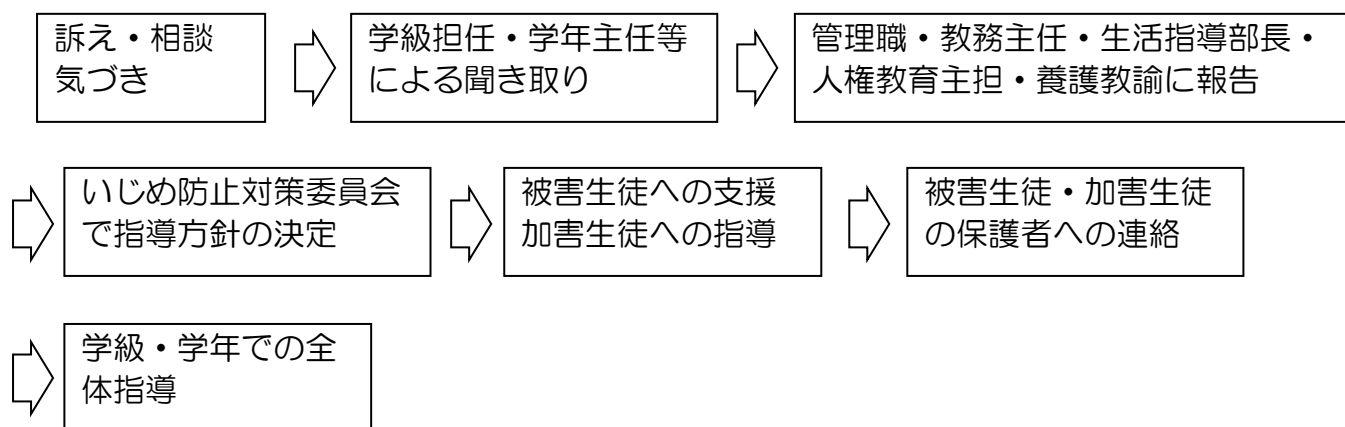 訴え・相談
気づき
学級担任・学年主任等
による聞き取り
管理職・教務主任・生活指導部長・
人権教育主担・養護教諭に報告
いじめ防止対策委員会
で指導方針の決定
被害生徒への支援
加害生徒への指導
被害生徒・加害生徒
の保護者への連絡
学級・学年での全
体指導